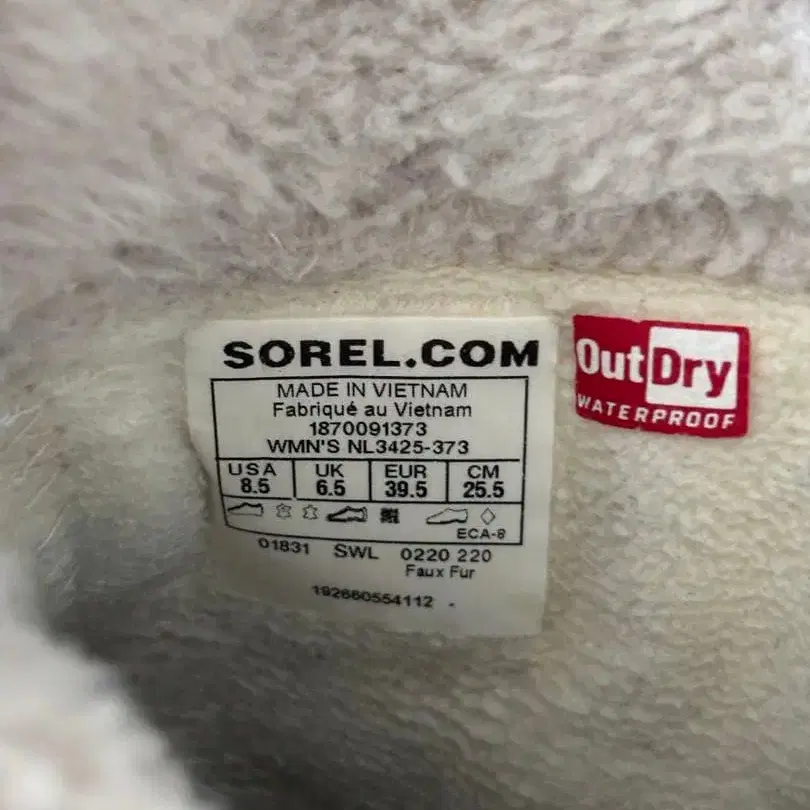 SOREL.COM
MADE IN VIETNAM
Fabriqué au Vietnam
1870091373
WMN'S NL3425-373
USA UK EUR CM
8.5 6.5 39.5 25.5
ECA-8
01831 SWL 0220 220
Faux Fur
192660554112
OutDry
WATERPROOF